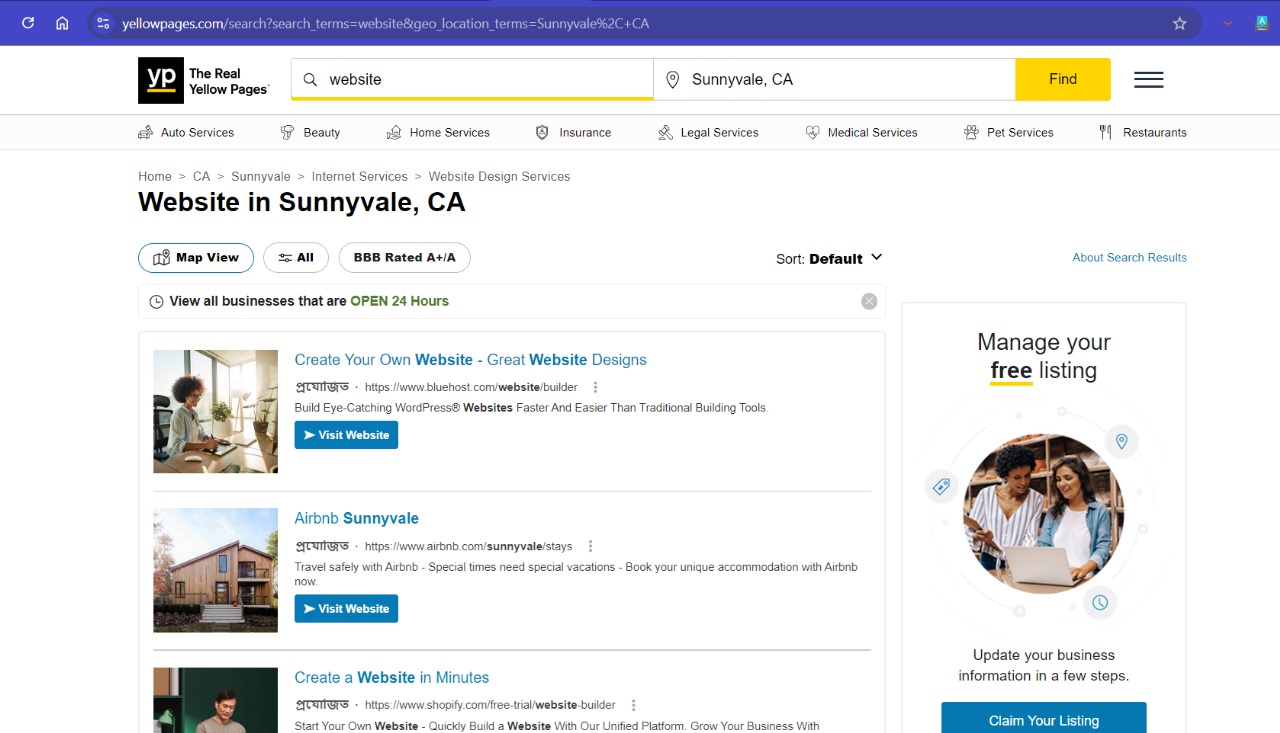 yellowpages.com/search?search_terms=website&geo_location_terms=Sunnyvale%2C+CA
yp The Real Yellow Pages®
website
Sunnyvale, CA
Find
Auto Services Beauty Home Services Insurance Legal Services Medical Services Pet Services Restaurants
Home > CA > Sunnyvale > Internet Services > Website Design Services
Website in Sunnyvale, CA
Map View All BBB Rated A+/A Sort: Default About Search Results
View all businesses that are OPEN 24 Hours
Create Your Own Website - Great Website Designs
প্রযোজিত · https://www.bluehost.com/website/builder
Build Eye-Catching WordPress® Websites Faster And Easier Than Traditional Building Tools.
Visit Website
Airbnb Sunnyvale
প্রযোজিত · https://www.airbnb.com/sunnyvale/stays
Travel safely with Airbnb - Special times need special vacations - Book your unique accommodation with Airbnb
now.
Visit Website
Create a Website in Minutes
প্রযোজিত · https://www.shopify.com/free-trial/website-builder
Start Your Own Website - Quickly Build a Website With Our Unified Platform. Grow Your Business With
Manage your
free listing
Update your business
information in a few steps.
Claim Your Listing